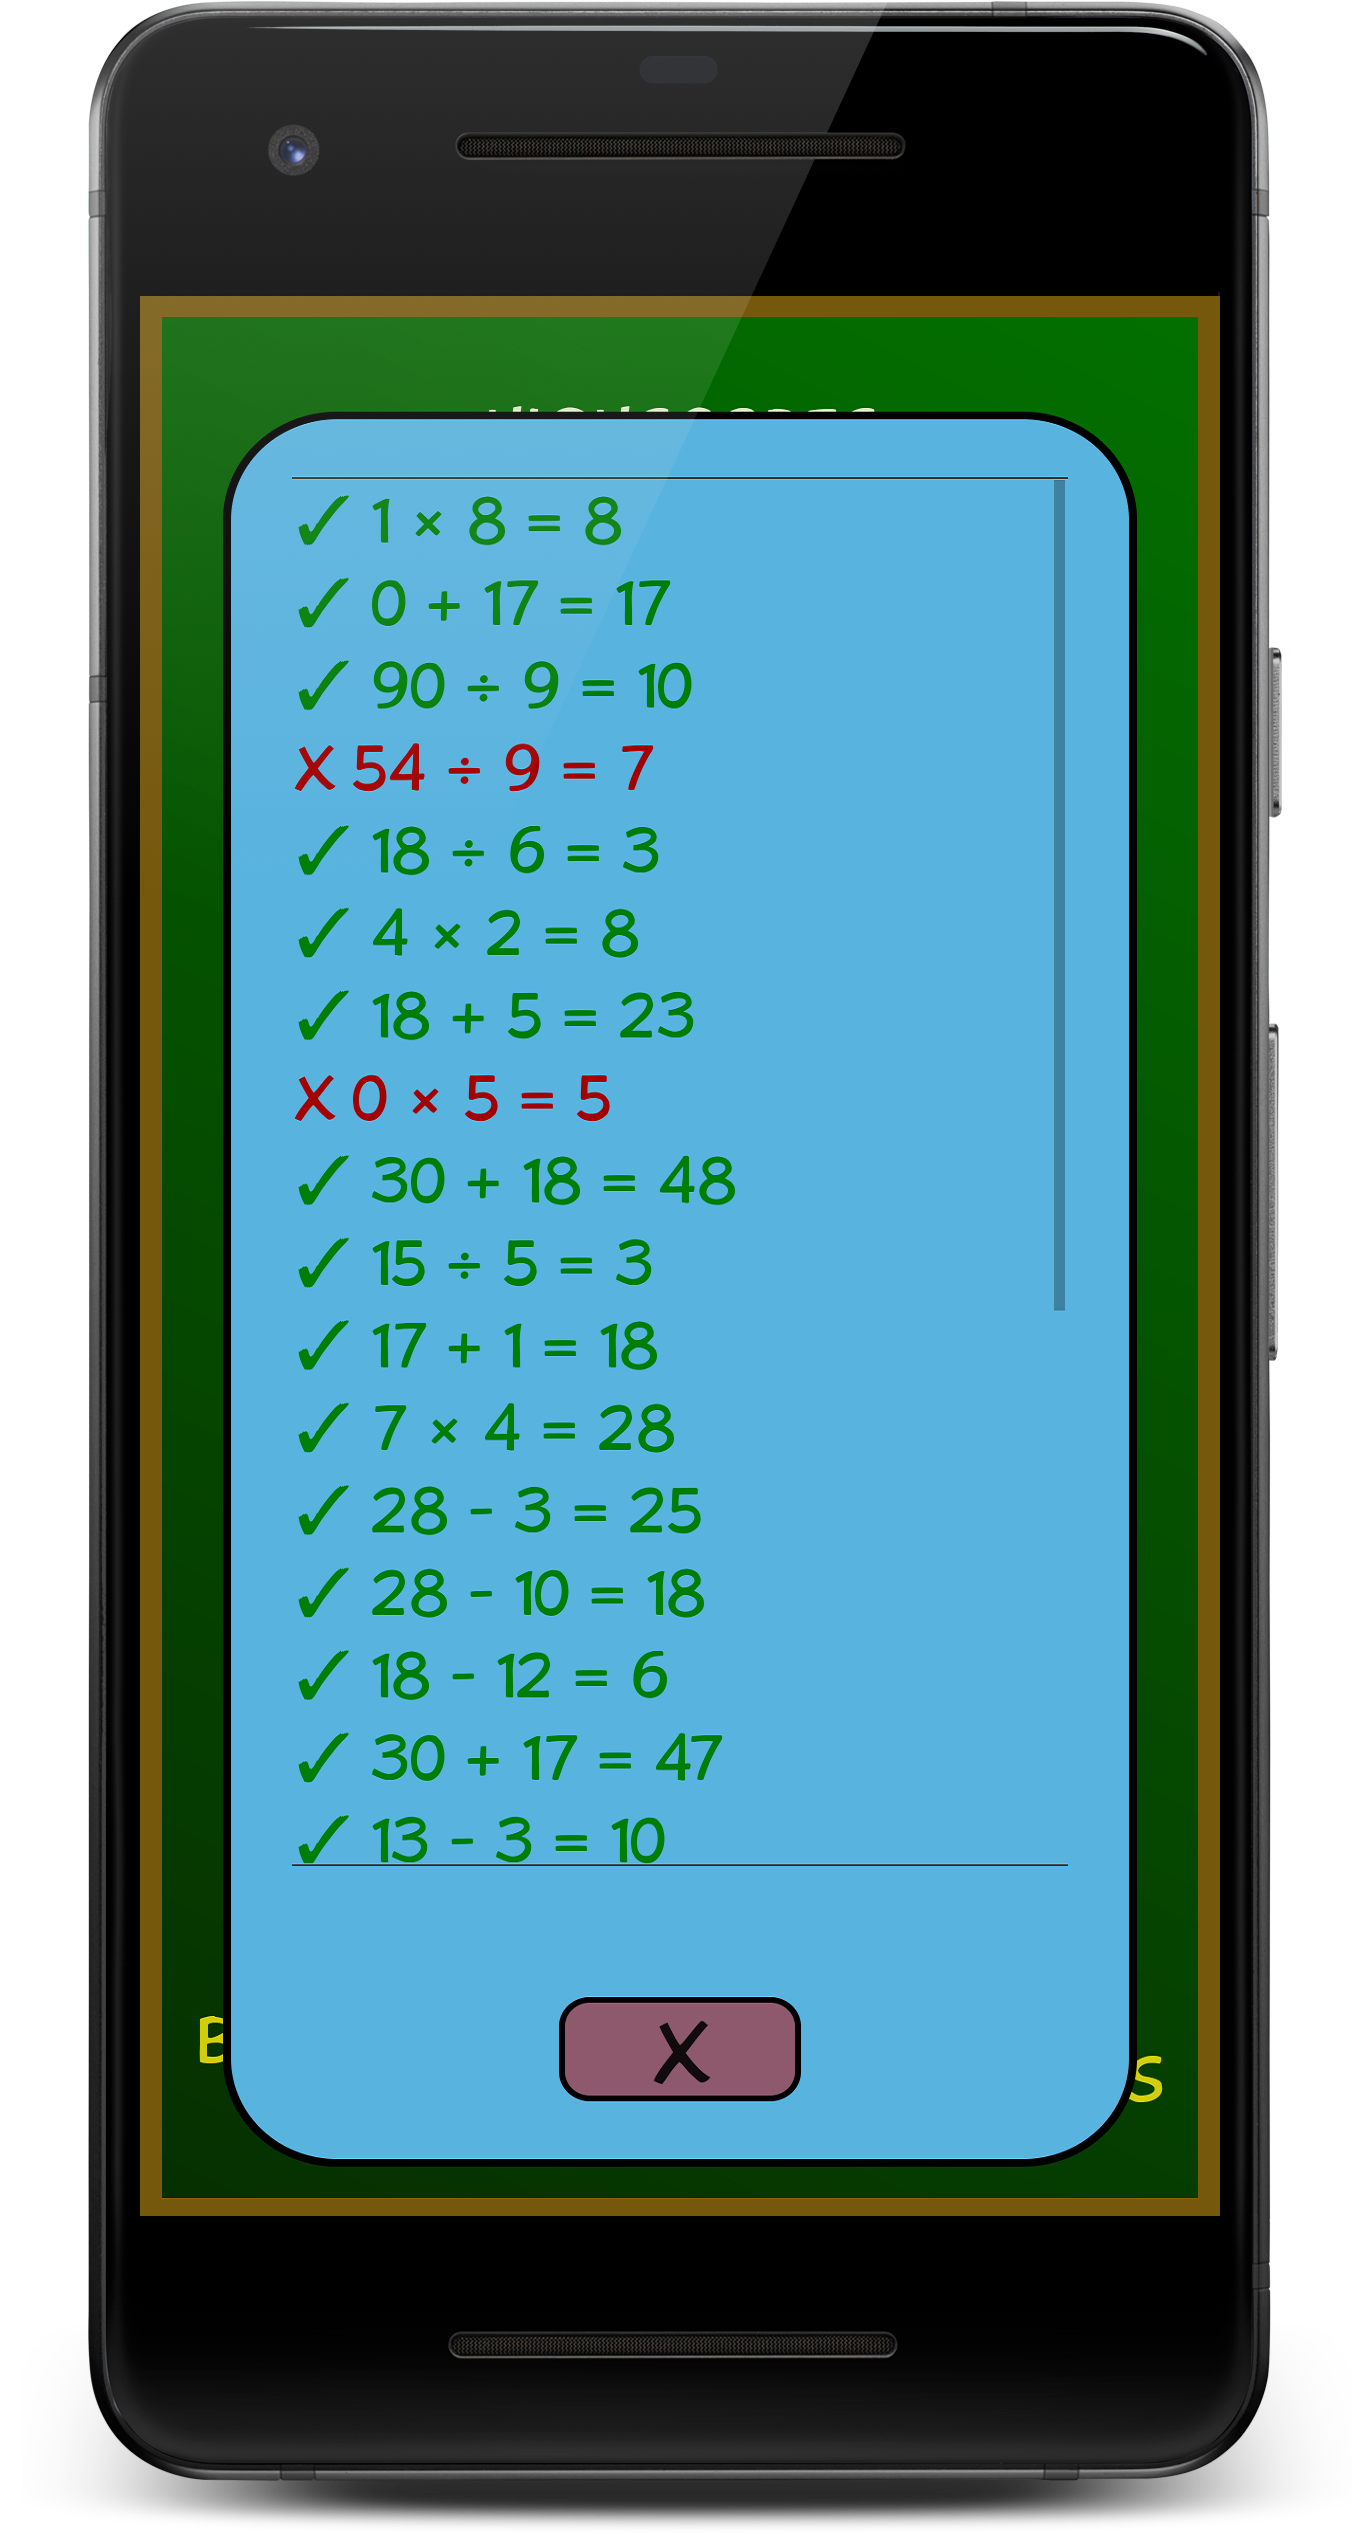 ✓ 1 × 8 = 8
✓ 0 + 17 = 17
✓ 90 ÷ 9 = 10
✗ 54 ÷ 9 = 7
✓ 18 ÷ 6 = 3
✓ 4 × 2 = 8
✓ 18 + 5 = 23
✗ 0 × 5 = 5
✓ 30 + 18 = 48
✓ 15 ÷ 5 = 3
✓ 17 + 1 = 18
✓ 7 × 4 = 28
✓ 28 - 3 = 25
✓ 28 - 10 = 18
✓ 18 - 12 = 6
✓ 30 + 17 = 47
✓ 13 - 3 = 10
X